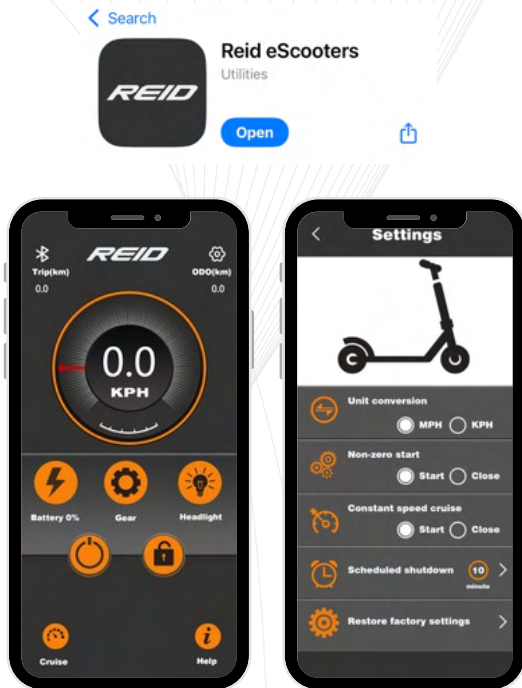 Search
Reid eScooters
Utilities
REID
Open
REID
Trip(km)
ODO(km)
0.0
0.0
0.0
KPH
Battery 0%
Gear
Headlight
Cruise
i
Help
Settings
Unit conversion
MPH
KPH
Non-zero start
Start
Close
Constant speed cruise
Start
Close
Scheduled shutdown
10
minute
Restore factory settings